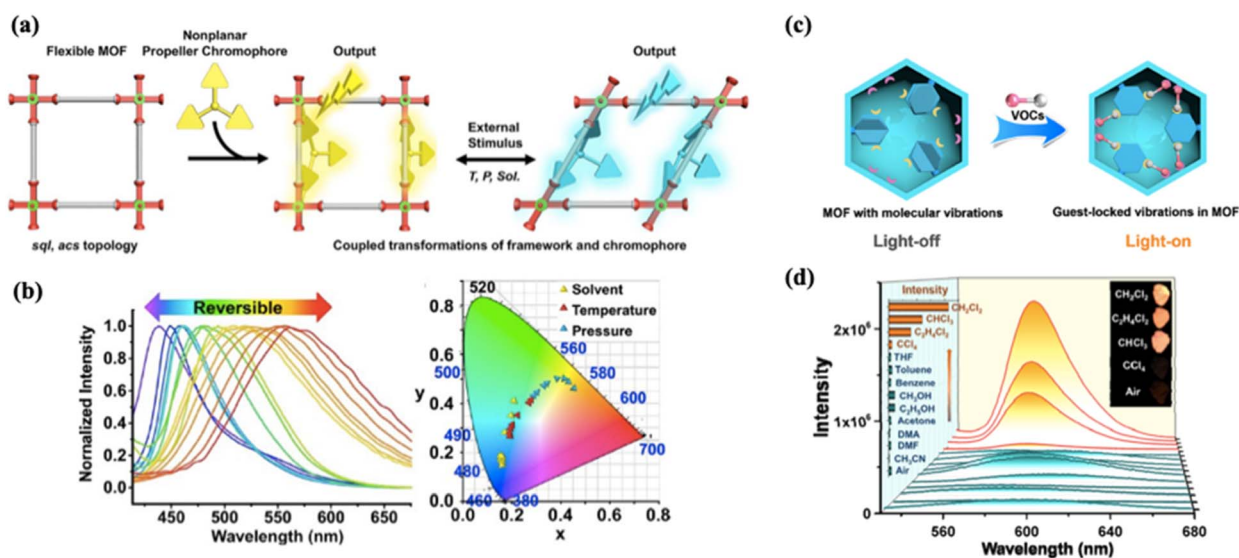 (a)
Flexible MOF
Nonplanar
Propeller Chromophore
Output
Output
External
Stimulus
T, P, Sol.
sql, acs topology
Coupled transformations of framework and chromophore
(c)
VOCs
MOF with molecular vibrations
Guest-locked vibrations in MOF
Light-off
Light-on
(b)
Reversible
Normalized Intensity
1.0
0.8
0.6
0.4
0.2
0.0
450
500
550
600
650
Wavelength (nm)
0.8
0.6
0.4
0.2
0.0
y
0.0
0.2
0.4
0.6
0.8
x
520
500
490
480
460
380
560
580
600
700
Solvent
Temperature
Pressure
(d)
Intensity
2x10⁶
1x10⁶
0
560
600
640
680
Wavelength (nm)
Intensity
CH₂Cl₂
CHCl₃
C₂H₄Cl₂
CCl₄
THF
Toluene
Benzene
CH₃OH
C₂H₅OH
Acetone
DMA
DMF
CH₃CN
Air
CH₂Cl₂
C₂H₄Cl₂
CHCl₃
CCl₄
Air